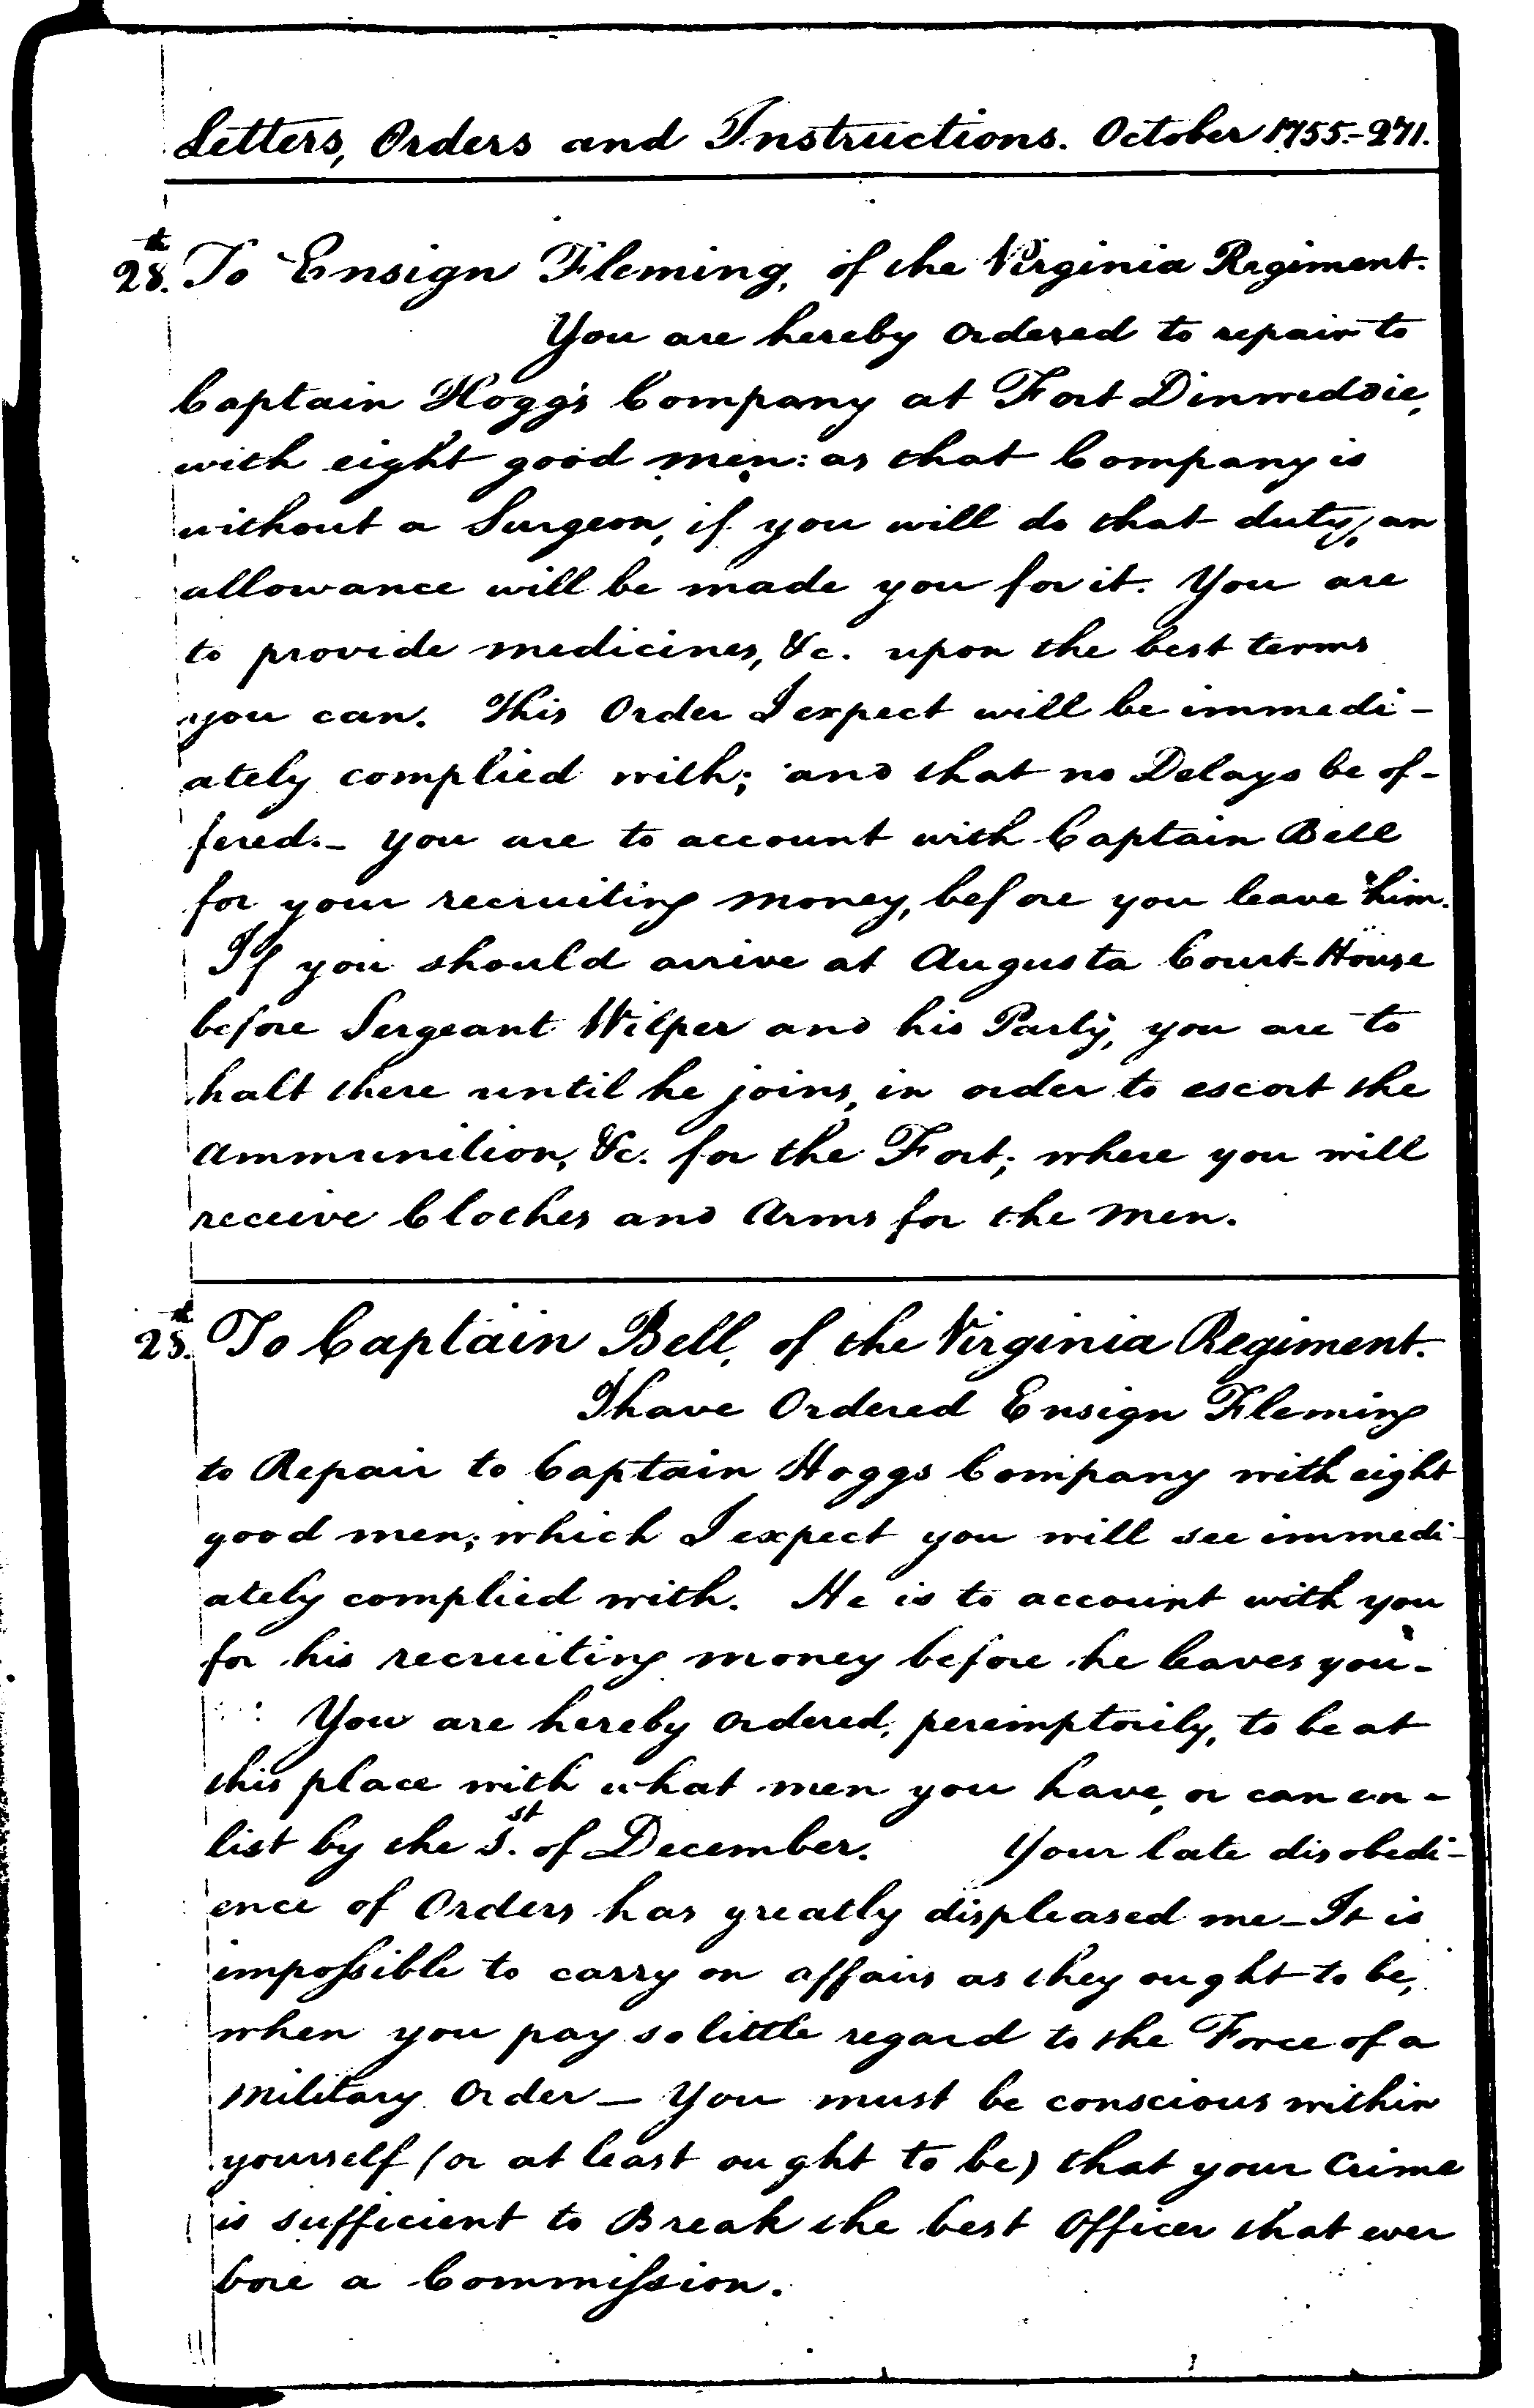 Letters, Orders and Instructions. October 1755.-271.
28.th To Ensign Fleming, of the Virginia Regiment.
You are hereby Ordered to repair to
Captain Hogg's Company at Fort Dinwiddie,
with eight good men: as that Company is
without a Surgeon, if you will do that duty, an
allowance will be made you for it. You are
to provide medicines, &c. upon the best terms
you can. This Order I expect will be immedi-
ately complied with; and that no Delays be of-
fered.- You are to account with Captain Bell
for your recruiting money, before you leave him.
If you should arrive at Augusta Court-House
before Sergeant Wilper and his Party, you are to
halt there until he joins, in order to escort the
Ammunition, &c. for the Fort; where you will
receive Clothes and Arms for the men.
28.th To Captain Bell, of the Virginia Regiment.
I have Ordered Ensign Fleming
to Repair to Captain Hoggs Company with eight
good men; which I expect you will see immedi-
ately complied with. He is to account with you
for his recruiting money before he leaves you-
You are hereby Ordered, peremptorily, to be at
this place with what men you have, or can en-
list by the 1.st of December. Your late disobedi-
ence of Orders has greatly displeased me-It is
impossible to carry on affairs as they ought to be,
when you pay so little regard to the Force of a
Military Order- You must be conscious within
yourself (or at least ought to be) that your Crime
is sufficient to Break the best Officer that ever
bore a Commission.